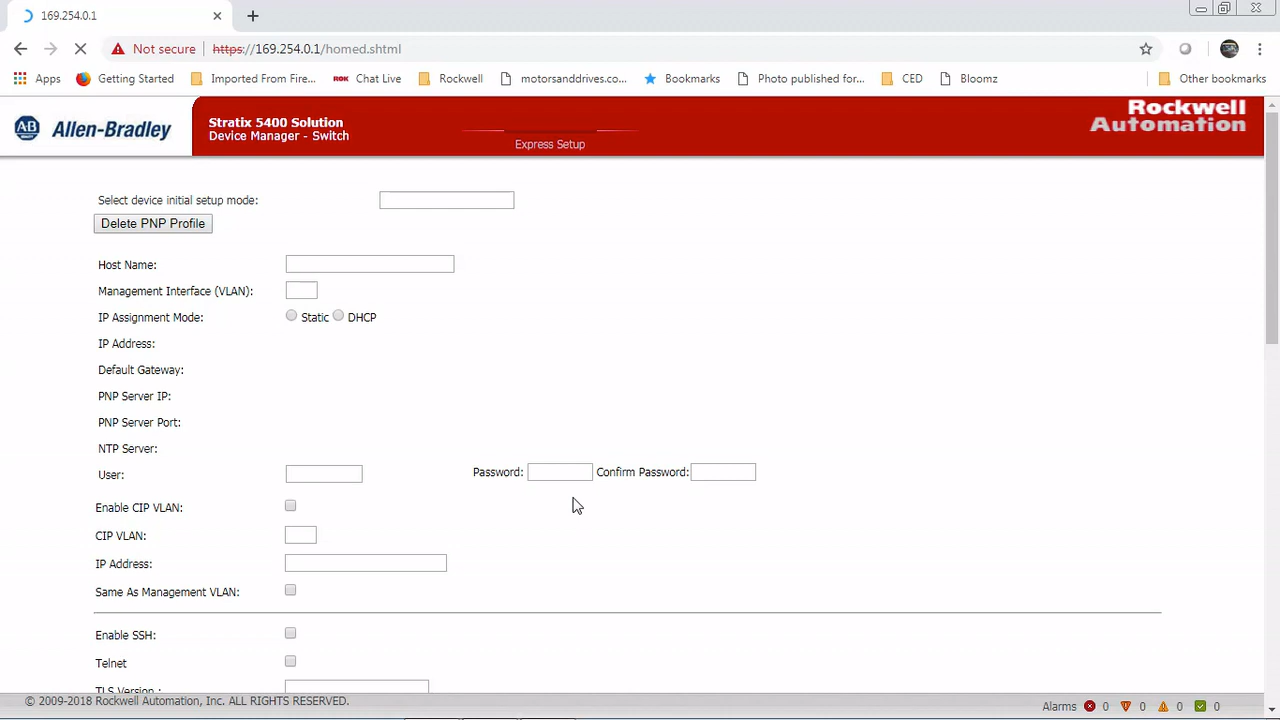 169.254.0.1
Not secure https://169.254.0.1/homed.shtml
Apps Getting Started Imported From Fire... ROK Chat Live Rockwell motorsanddrives.co... Bookmarks Photo published for... CED Bloomz Other bookmarks
AB Allen-Bradley
Stratix 5400 Solution
Device Manager - Switch
Express Setup
Rockwell
Automation
Select device initial setup mode:
Delete PNP Profile
Host Name:
Management Interface (VLAN):
IP Assignment Mode: Static DHCP
IP Address:
Default Gateway:
PNP Server IP:
PNP Server Port:
NTP Server:
User: Password: Confirm Password:
Enable CIP VLAN:
CIP VLAN:
IP Address:
Same As Management VLAN:
Enable SSH:
Telnet
TLS Version :
© 2009-2018 Rockwell Automation, Inc. ALL RIGHTS RESERVED. Alarms 0 0 0 0